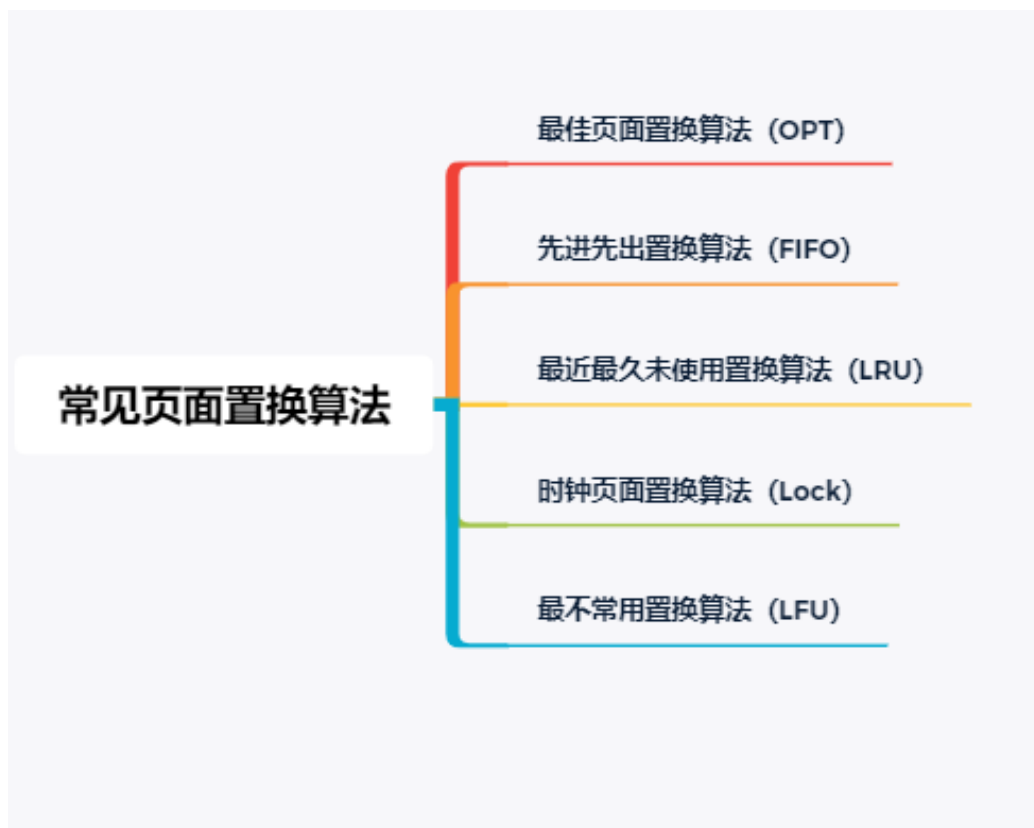 最佳页面置换算法（OPT）
先进先出置换算法（FIFO）
常见页面置换算法
最近最久未使用置换算法（LRU）
时钟页面置换算法（Lock）
最不常用置换算法（LFU）